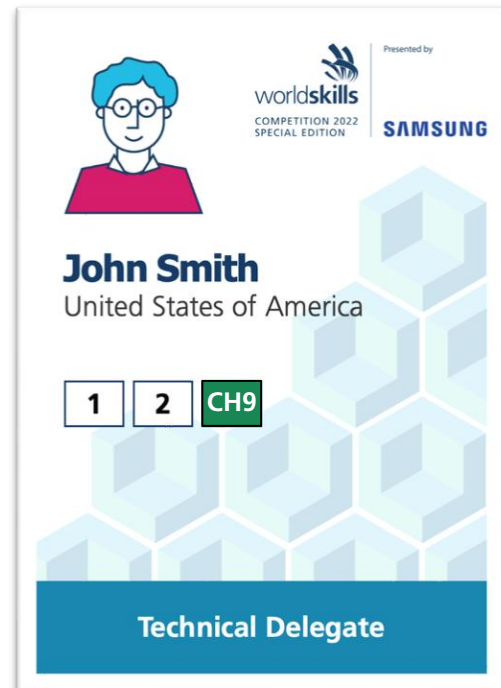 worldskills
COMPETITION 2022
SPECIAL EDITION
Presented by
SAMSUNG
John Smith
United States of America
1 2 CH9
Technical Delegate